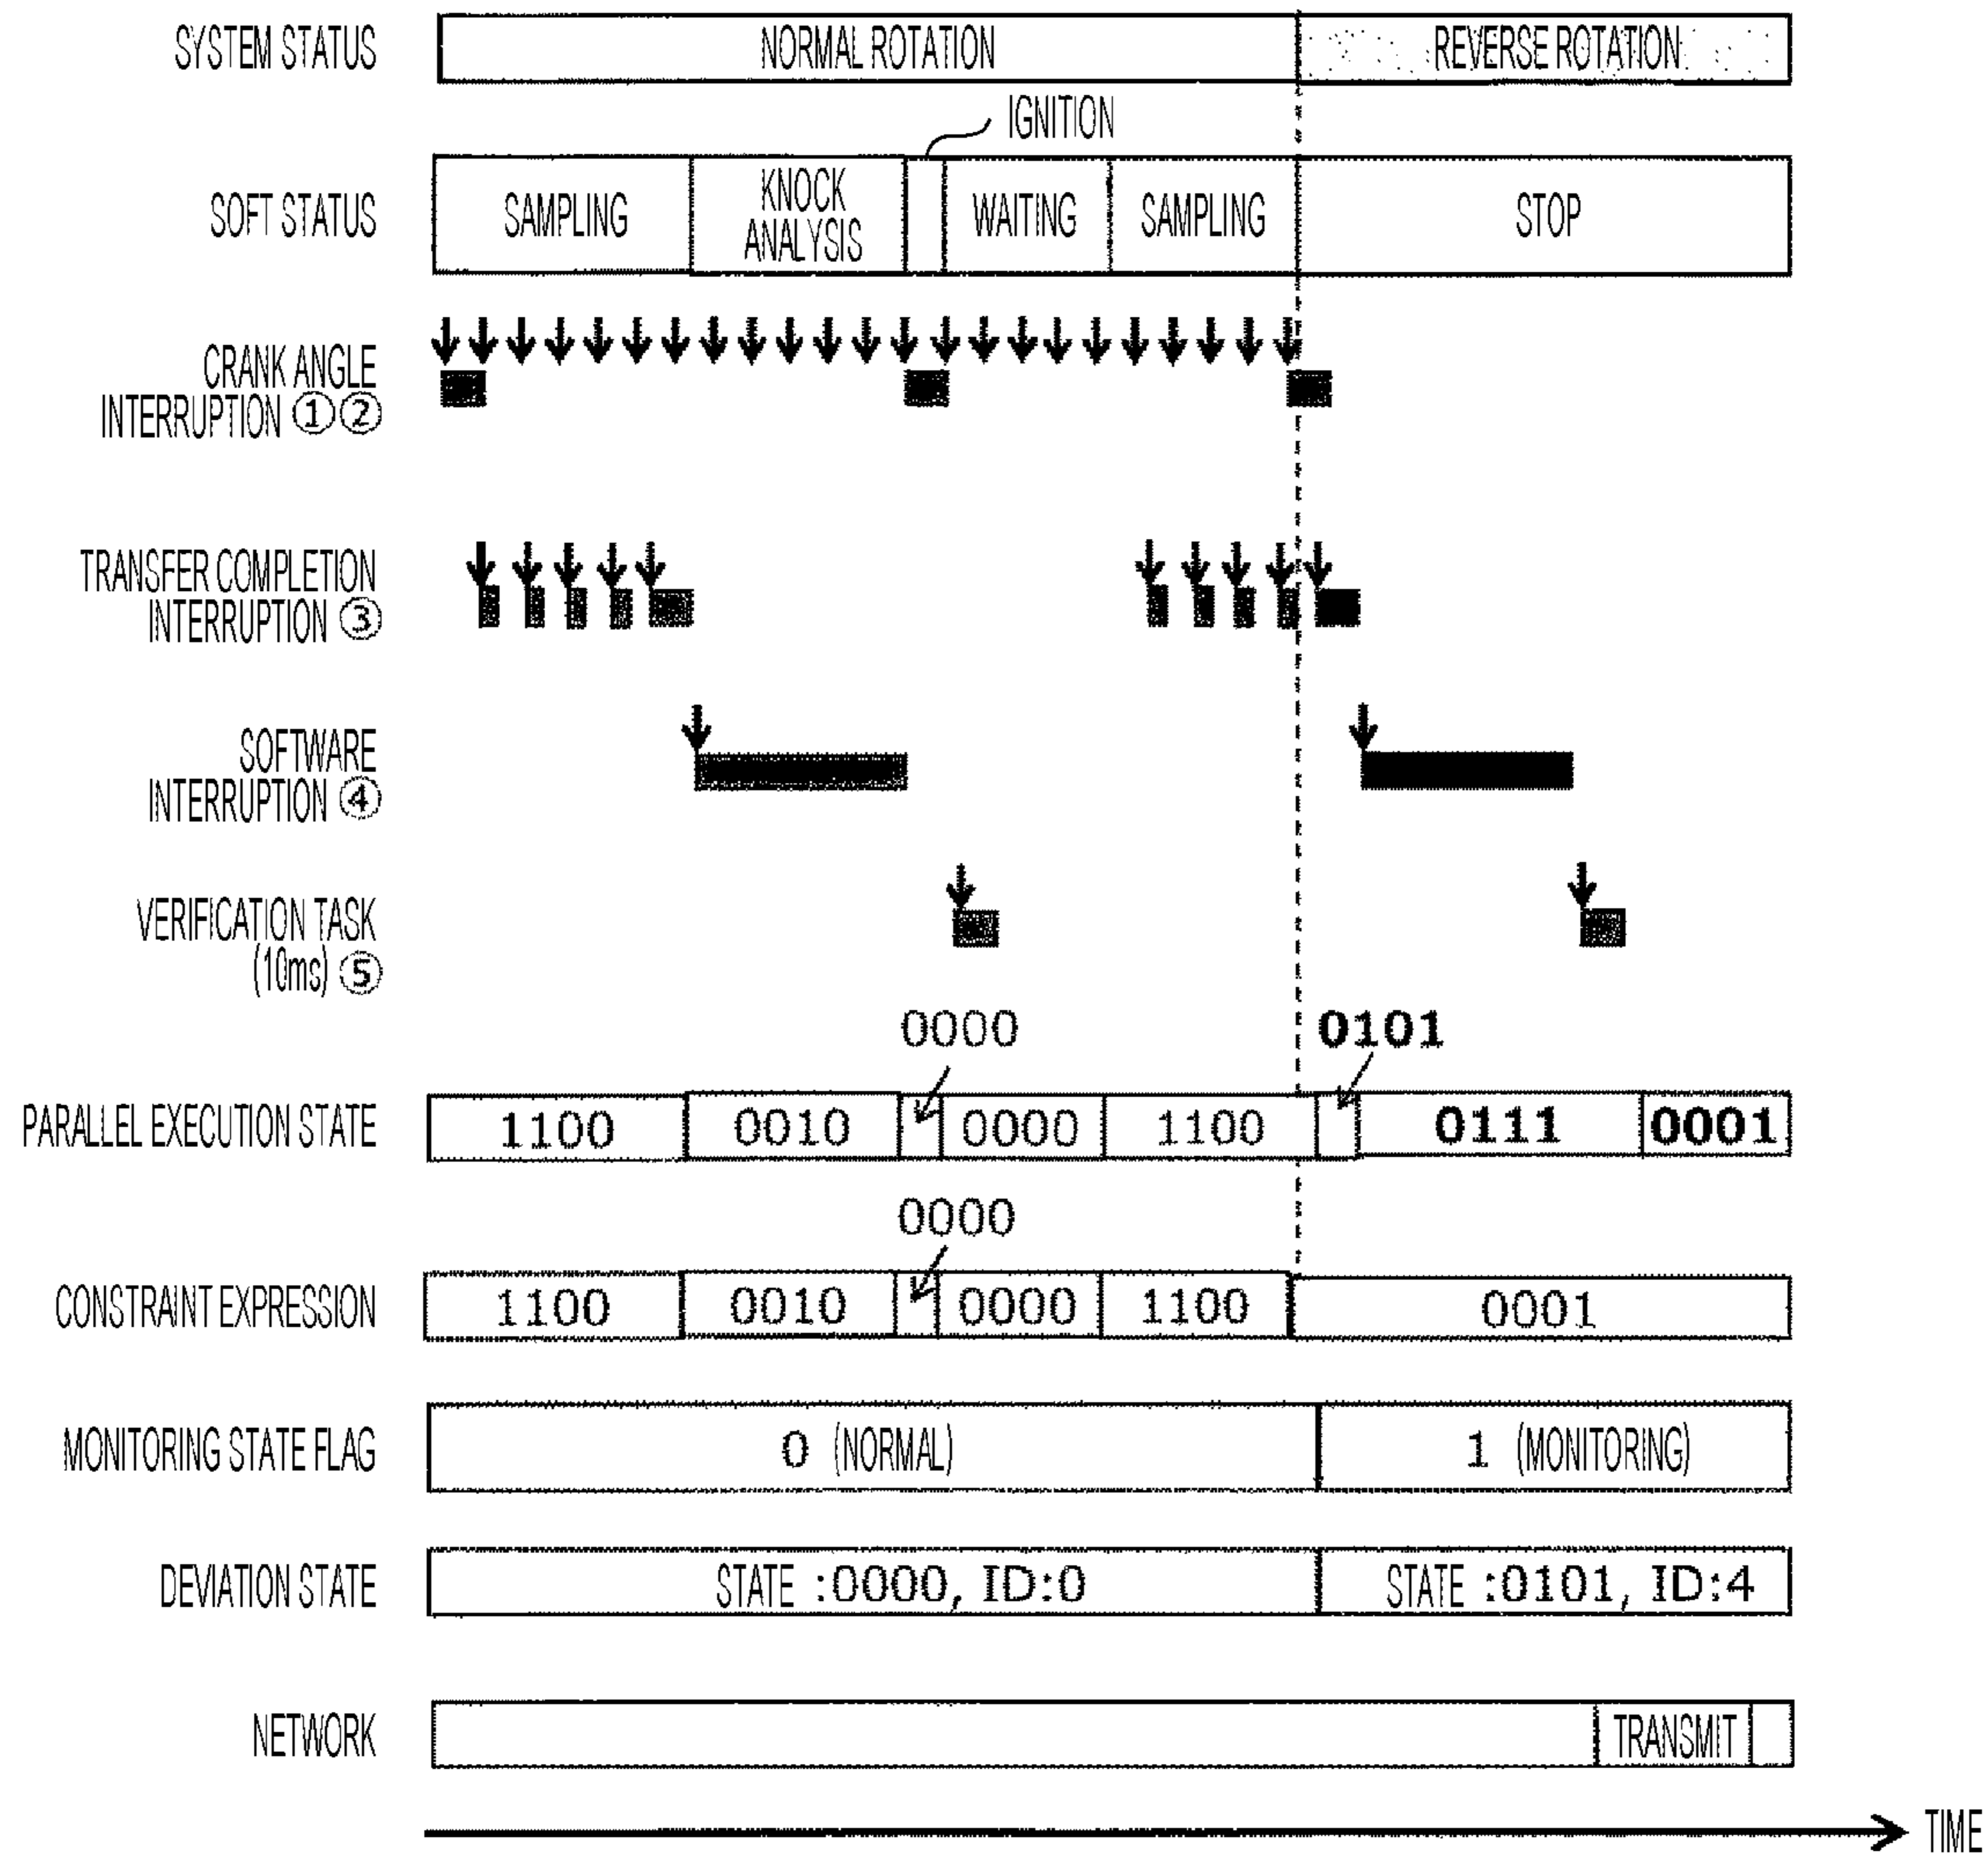 SYSTEM STATUS
NORMAL ROTATION
REVERSE ROTATION
IGNITION
SOFT STATUS
SAMPLING
KNOCK
ANALYSIS
WAITING
SAMPLING
STOP
CRANK ANGLE
INTERRUPTION ①②
TRANSFER COMPLETION
INTERRUPTION ③
SOFTWARE
INTERRUPTION ④
VERIFICATION TASK
(10ms) ⑤
0000
0101
PARALLEL EXECUTION STATE
1100
0010
0000
1100
0111
0001
0000
CONSTRAINT EXPRESSION
1100
0010
0000
1100
0001
MONITORING STATE FLAG
0 (NORMAL)
1 (MONITORING)
DEVIATION STATE
STATE :0000, ID:0
STATE :0101, ID:4
NETWORK
TRANSMIT
TIME